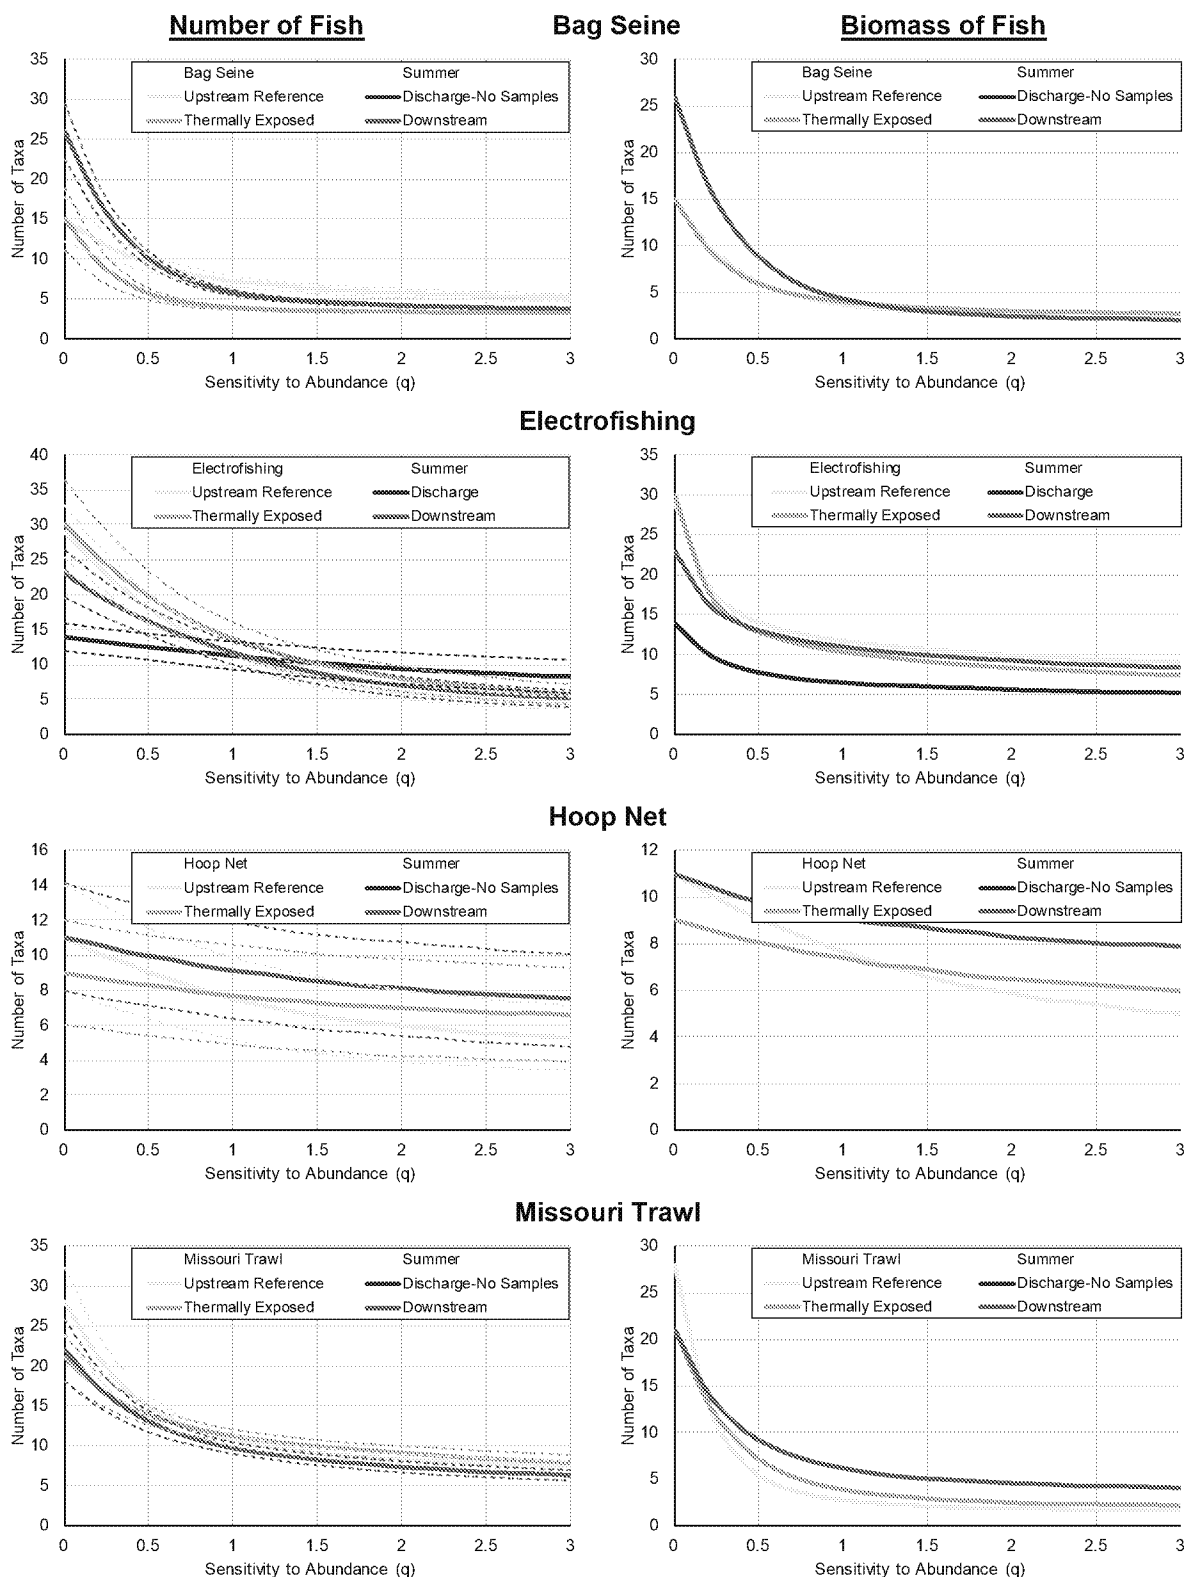 Number of Fish
Bag Seine
Biomass of Fish
35
30
25
20
15
10
5
0
Number of Taxa
Bag Seine Summer
Upstream Reference Discharge-No Samples
Thermally Exposed Downstream
0 0.5 1 1.5 2 2.5 3
Sensitivity to Abundance (q)
30
25
20
15
10
5
0
Number of Taxa
Bag Seine Summer
Upstream Reference Discharge-No Samples
Thermally Exposed Downstream
0 0.5 1 1.5 2 2.5 3
Sensitivity to Abundance (q)
Electrofishing
40
35
30
25
20
15
10
5
0
Number of Taxa
Electrofishing Summer
Upstream Reference Discharge
Thermally Exposed Downstream
0 0.5 1 1.5 2 2.5 3
Sensitivity to Abundance (q)
35
30
25
20
15
10
5
0
Number of Taxa
Electrofishing Summer
Upstream Reference Discharge
Thermally Exposed Downstream
0 0.5 1 1.5 2 2.5 3
Sensitivity to Abundance (q)
Hoop Net
16
14
12
10
8
6
4
2
0
Number of Taxa
Hoop Net Summer
Upstream Reference Discharge-No Samples
Thermally Exposed Downstream
0 0.5 1 1.5 2 2.5 3
Sensitivity to Abundance (q)
12
10
8
6
4
2
0
Number of Taxa
Hoop Net Summer
Upstream Reference Discharge-No Samples
Thermally Exposed Downstream
0 0.5 1 1.5 2 2.5 3
Sensitivity to Abundance (q)
Missouri Trawl
35
30
25
20
15
10
5
0
Number of Taxa
Missouri Trawl Summer
Upstream Reference Discharge-No Samples
Thermally Exposed Downstream
0 0.5 1 1.5 2 2.5 3
Sensitivity to Abundance (q)
30
25
20
15
10
5
0
Number of Taxa
Missouri Trawl Summer
Upstream Reference Discharge-No Samples
Thermally Exposed Downstream
0 0.5 1 1.5 2 2.5 3
Sensitivity to Abundance (q)